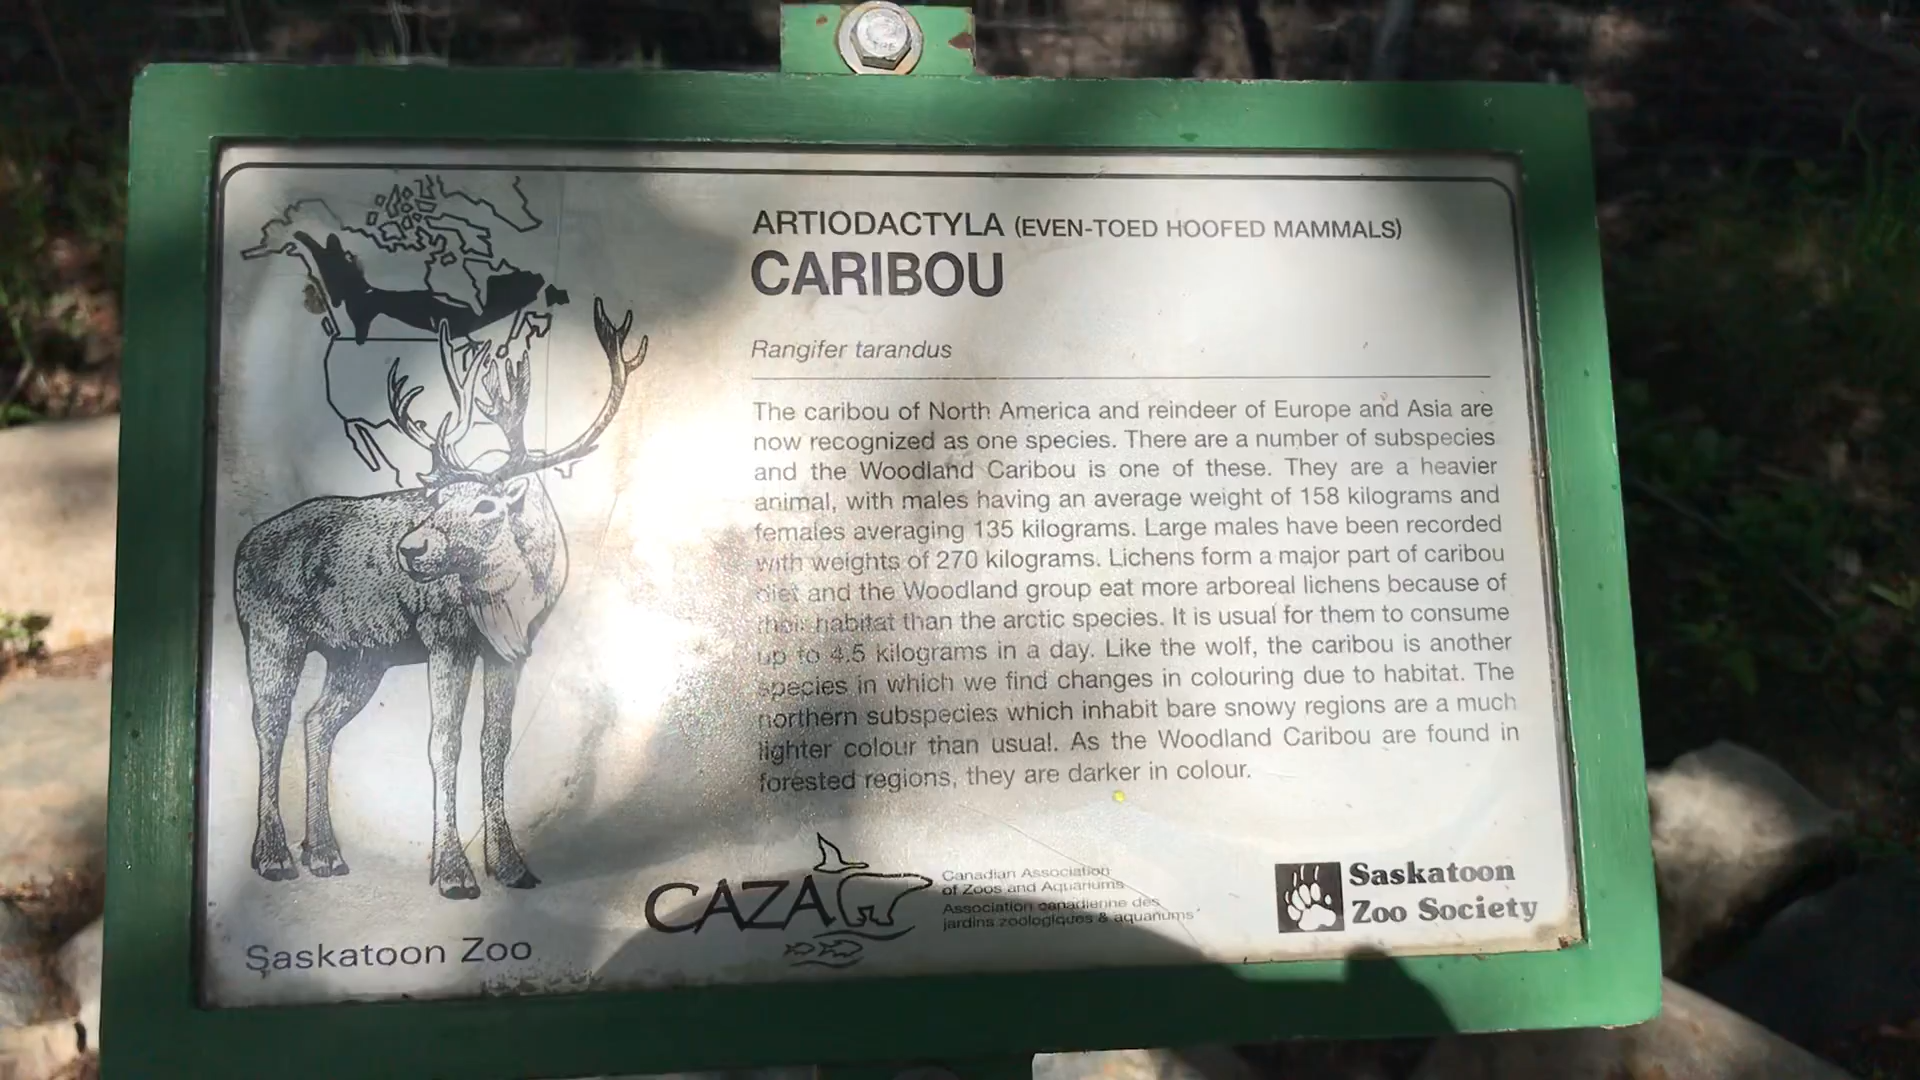 ARTIODACTYLA (EVEN-TOED HOOFED MAMMALS)
CARIBOU
Rangifer tarandus
The caribou of North America and reindeer of Europe and Asia are
now recognized as one species. There are a number of subspecies
and the Woodland Caribou is one of these. They are a heavier
animal, with males having an average weight of 158 kilograms and
females averaging 135 kilograms. Large males have been recorded
with weights of 270 kilograms. Lichens form a major part of caribou
diet and the Woodland group eat more arboreal lichens because of
their habitat than the arctic species. It is usual for them to consume
up to 4.5 kilograms in a day. Like the wolf, the caribou is another
species in which we find changes in colouring due to habitat. The
northern subspecies which inhabit bare snowy regions are a much
lighter colour than usual. As the Woodland Caribou are found in
forested regions, they are darker in colour.
CAZA
Canadian Association
of Zoos and Aquariums
Association canadienne des
jardins zoologiques & aquariums
Saskatoon
Zoo Society
Saskatoon Zoo